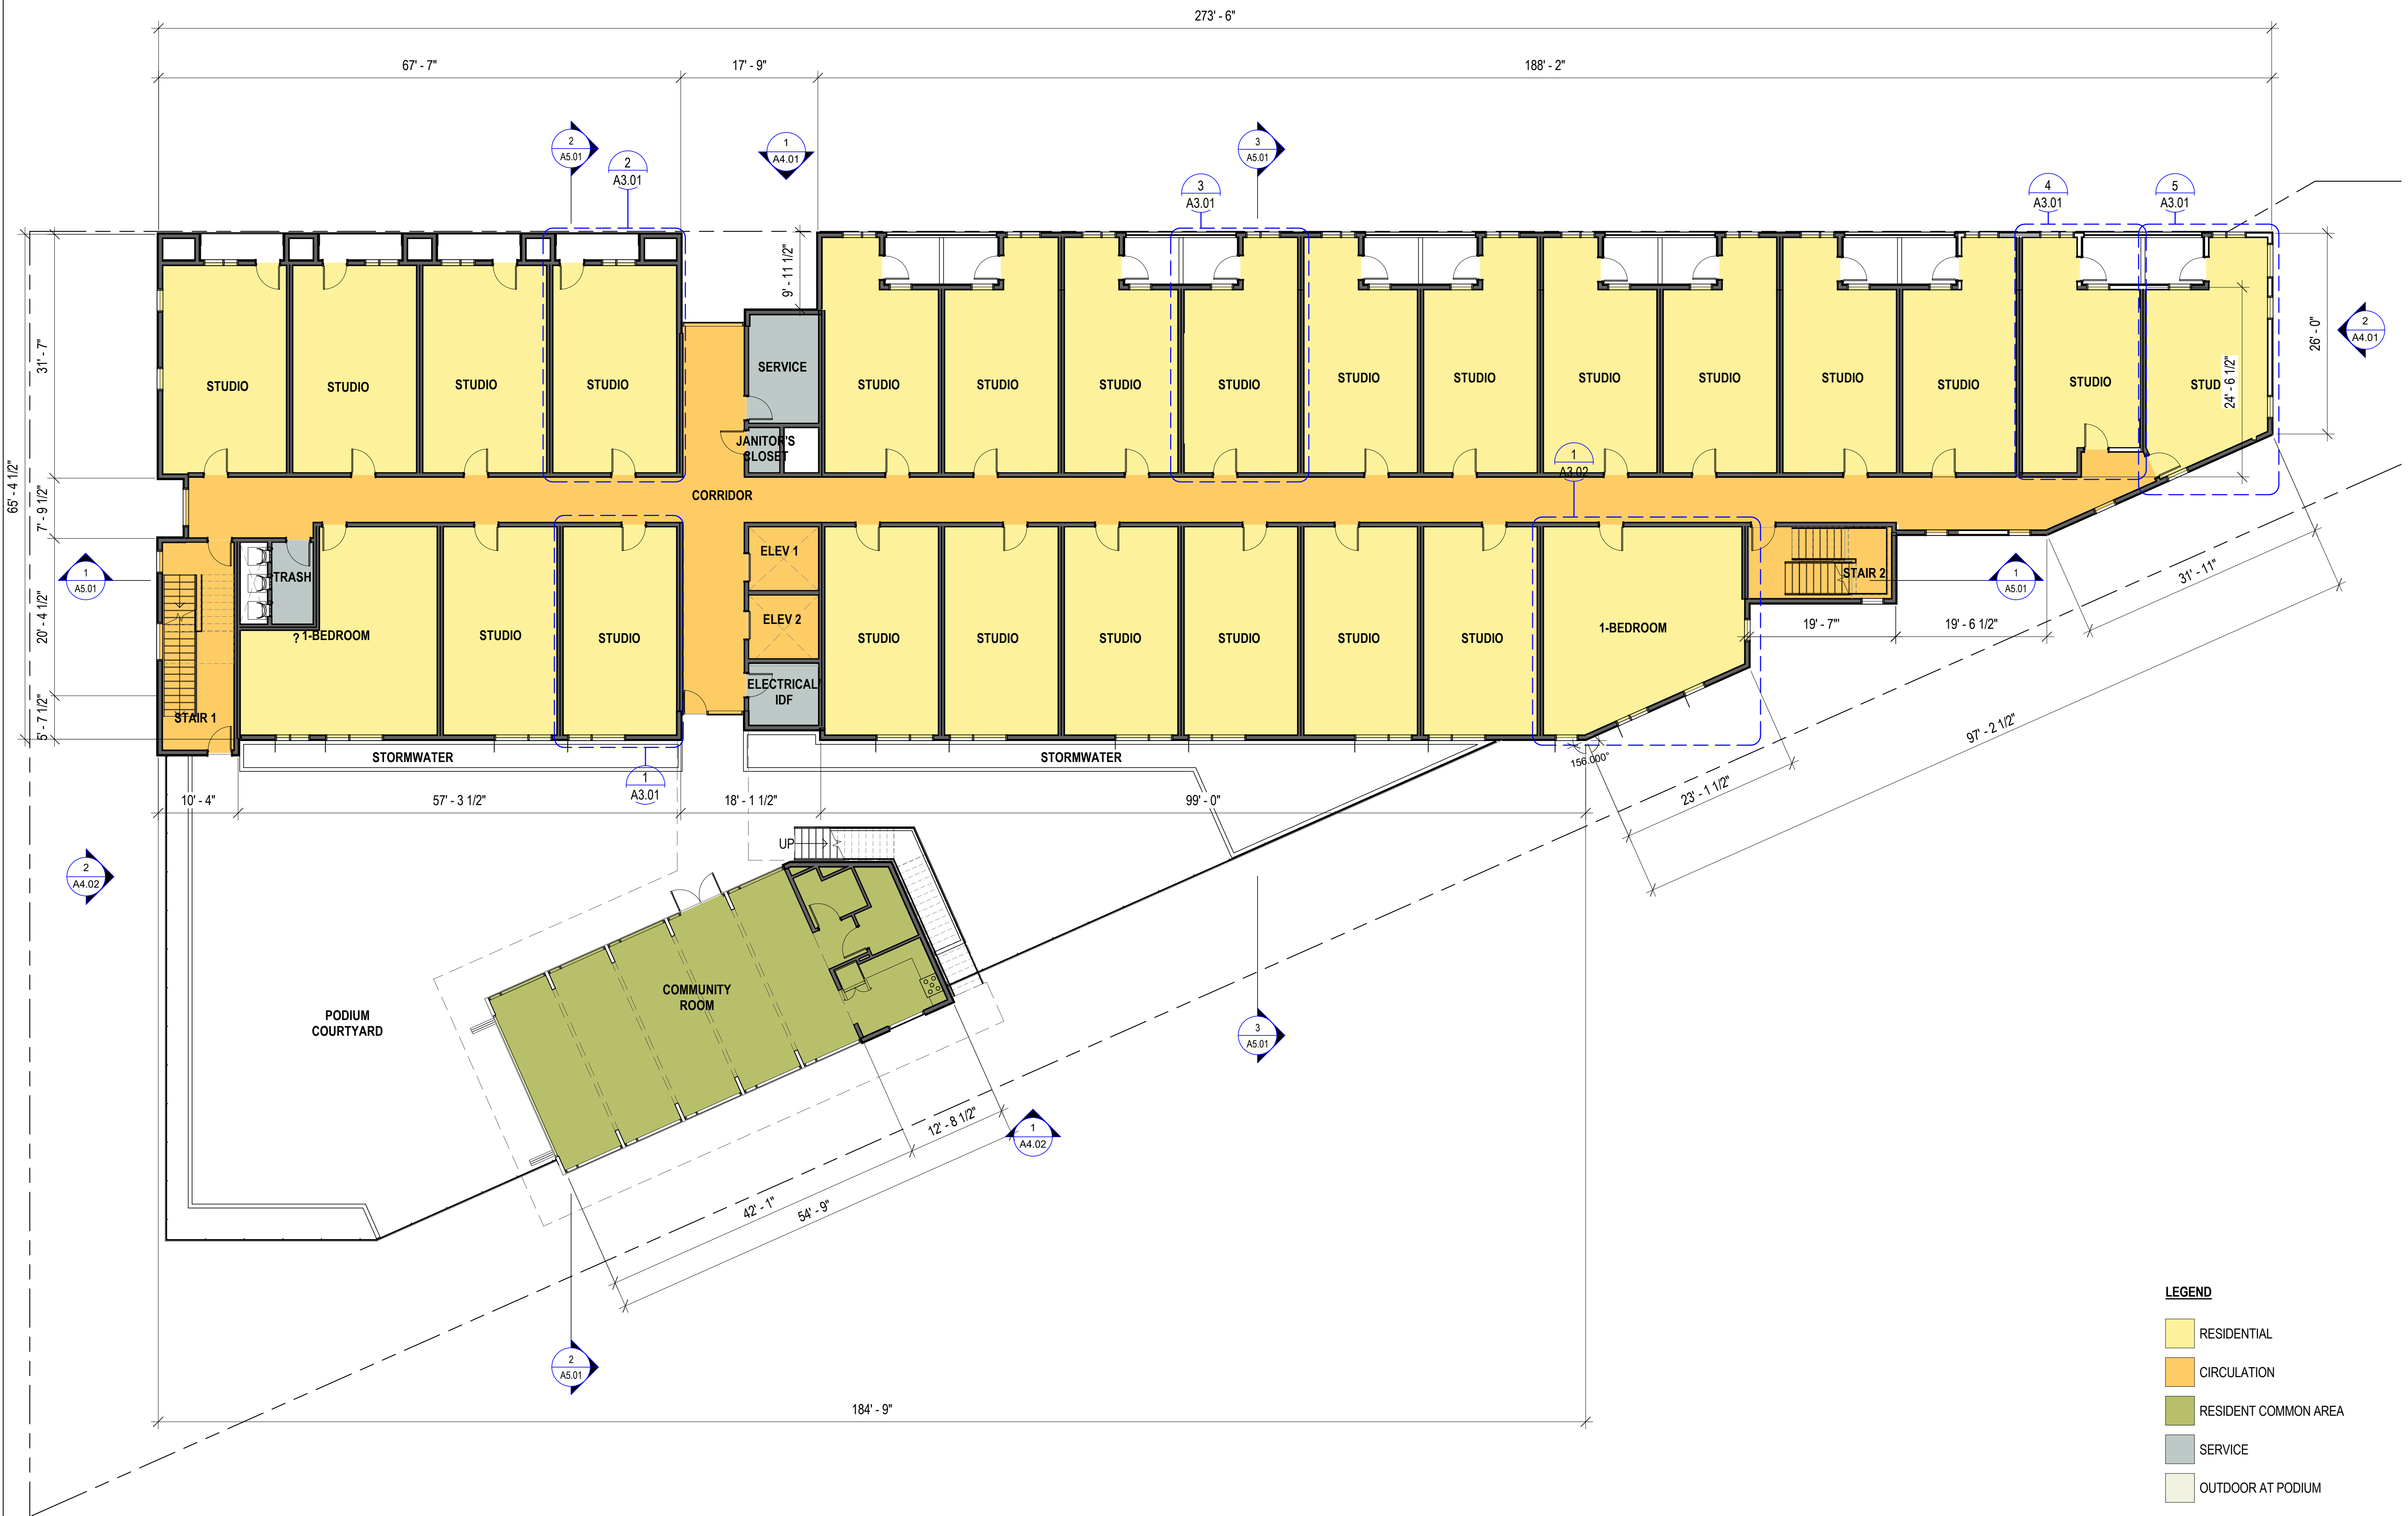 273' - 6"
67' - 7"
17' - 9"
188' - 2"
2
A5.01
2
A3.01
1
A4.01
3
A5.01
3
A3.01
4
A3.01
5
A3.01
9' - 11 1/2"
31' - 7"
65' - 4 1/2"
7' - 9 1/2"
20' - 4 1/2"
5' - 7 1/2"
26' - 0"
24' - 6 1/2"
2
A4.01
STUDIO
STUDIO
STUDIO
STUDIO
SERVICE
JANITOR'S
CLOSET
STUDIO
STUDIO
STUDIO
STUDIO
STUDIO
STUDIO
STUDIO
STUDIO
STUDIO
STUDIO
STUDIO
STUD
1
A3.02
CORRIDOR
1
A5.01
TRASH
? 1-BEDROOM
STUDIO
STUDIO
ELEV 1
ELEV 2
ELECTRICAL/
IDF
STUDIO
STUDIO
STUDIO
STUDIO
STUDIO
STUDIO
1-BEDROOM
STAIR 2
1
A5.01
STAIR 1
19' - 7"
19' - 6 1/2"
31' - 11"
97' - 2 1/2"
23' - 1 1/2"
156.000°
STORMWATER
STORMWATER
1
A3.01
10' - 4"
57' - 3 1/2"
18' - 1 1/2"
99' - 0"
UP
2
A4.02
COMMUNITY
ROOM
PODIUM
COURTYARD
3
A5.01
12' - 8 1/2"
1
A4.02
42' - 1"
54' - 9"
2
A5.01
184' - 9"
LEGEND
RESIDENTIAL
CIRCULATION
RESIDENT COMMON AREA
SERVICE
OUTDOOR AT PODIUM